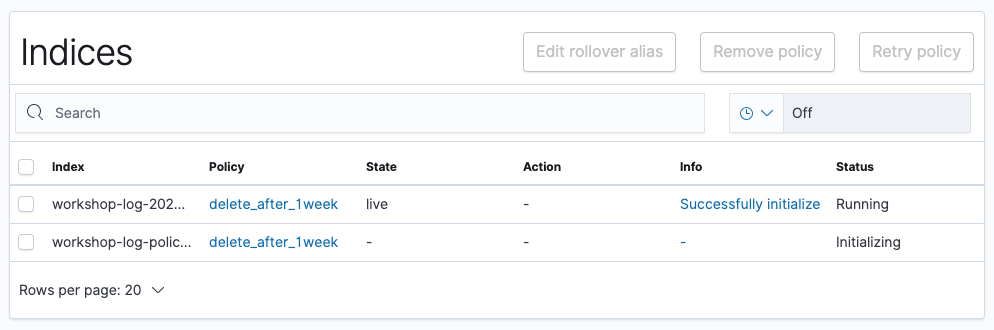 Indices Edit rollover alias Remove policy Retry policy
Search Off
Index Policy State Action Info Status
workshop-log-202... delete_after_1week live - Successfully initialize Running
workshop-log-polic... delete_after_1week - - - Initializing
Rows per page: 20